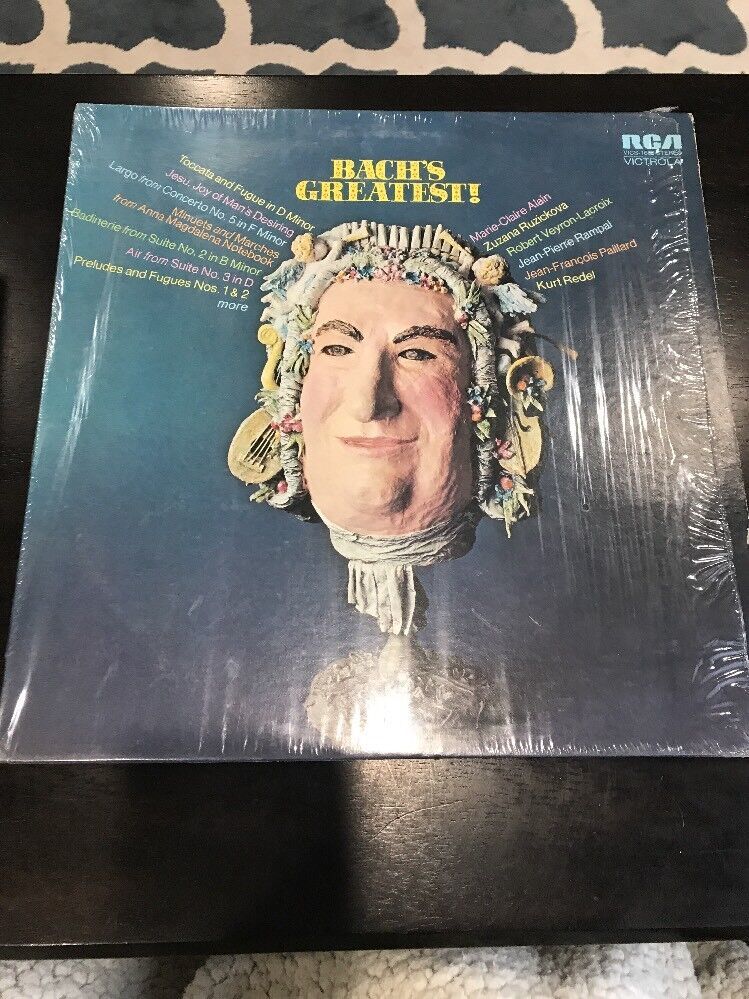 BACH'S
GREATEST!
Toccata and Fugue in D Minor
Jesu, Joy of Man's Desiring
Largo from Concerto No. 5 in F Minor
Minuets and Marches
from Anna Magdalena Notebook
Badinerie from Suite No. 2 in B Minor
Air from Suite No. 3 in D
Preludes and Fugues Nos. 1 & 2
more
Marie-Claire Alain
Zuzana Ruzickova
Robert Veyron-Lacroix
Jean-Pierre Rampal
Jean-François Paillard
Kurt Redel
RCA
STEREO
VICTROLA